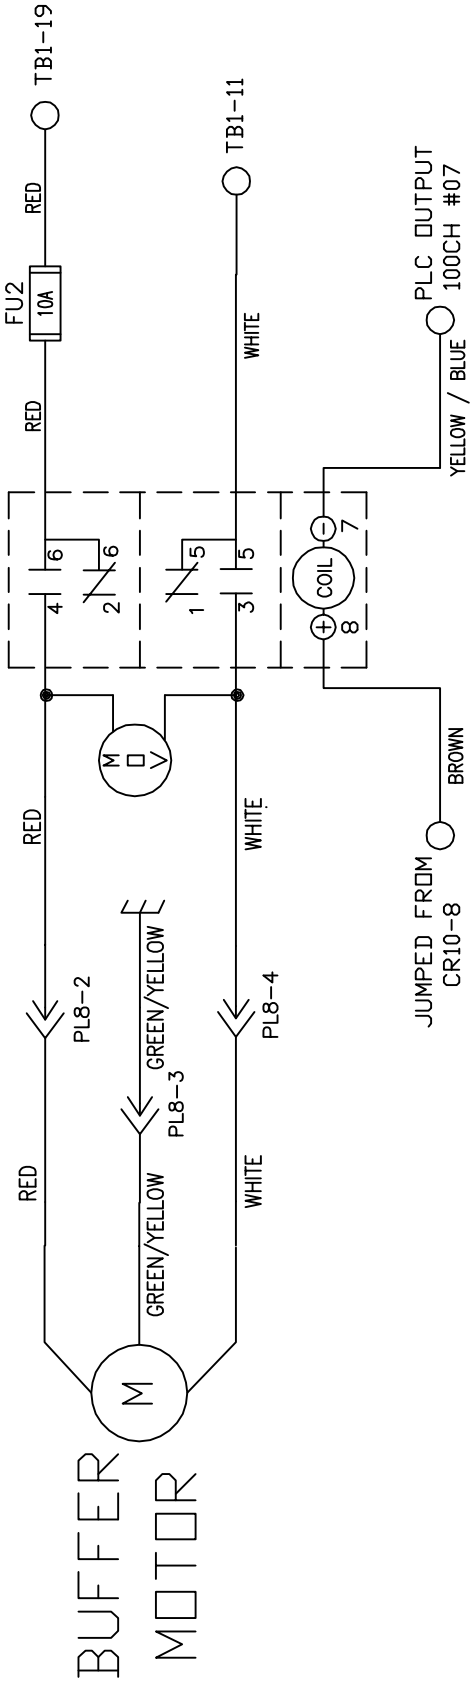 BUFFER
MOTOR
M
RED
PL8-2
RED
GREEN/YELLOW
PL8-3
GREEN/YELLOW
WHITE
PL8-4
WHITE
MOV
4
6
2
6
1
5
3
5
RED
FU2
10A
RED
TB1-19
WHITE
TB1-11
JUMPED FROM
CR10-8
BROWN
+
8
COIL
-
7
YELLOW / BLUE
PLC OUTPUT
100CH #07